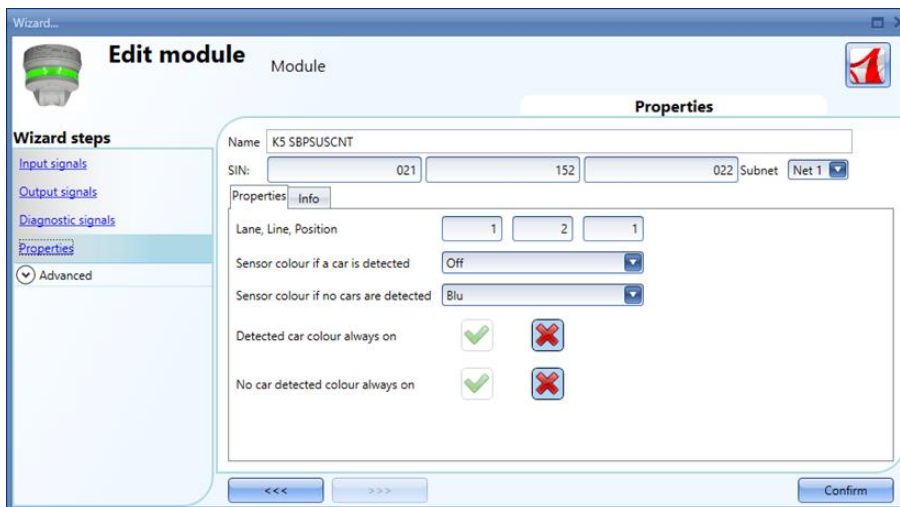 Wizard...
Edit module
Module
Properties
Wizard steps
Input signals
Output signals
Diagnostic signals
Properties
Advanced
Name K5 SBPSUSCNT
SIN: 021 152 022 Subnet Net 1
Properties Info
Lane, Line, Position 1 2 1
Sensor colour if a car is detected Off
Sensor colour if no cars are detected Blu
Detected car colour always on
No car detected colour always on
<<< >>> Confirm